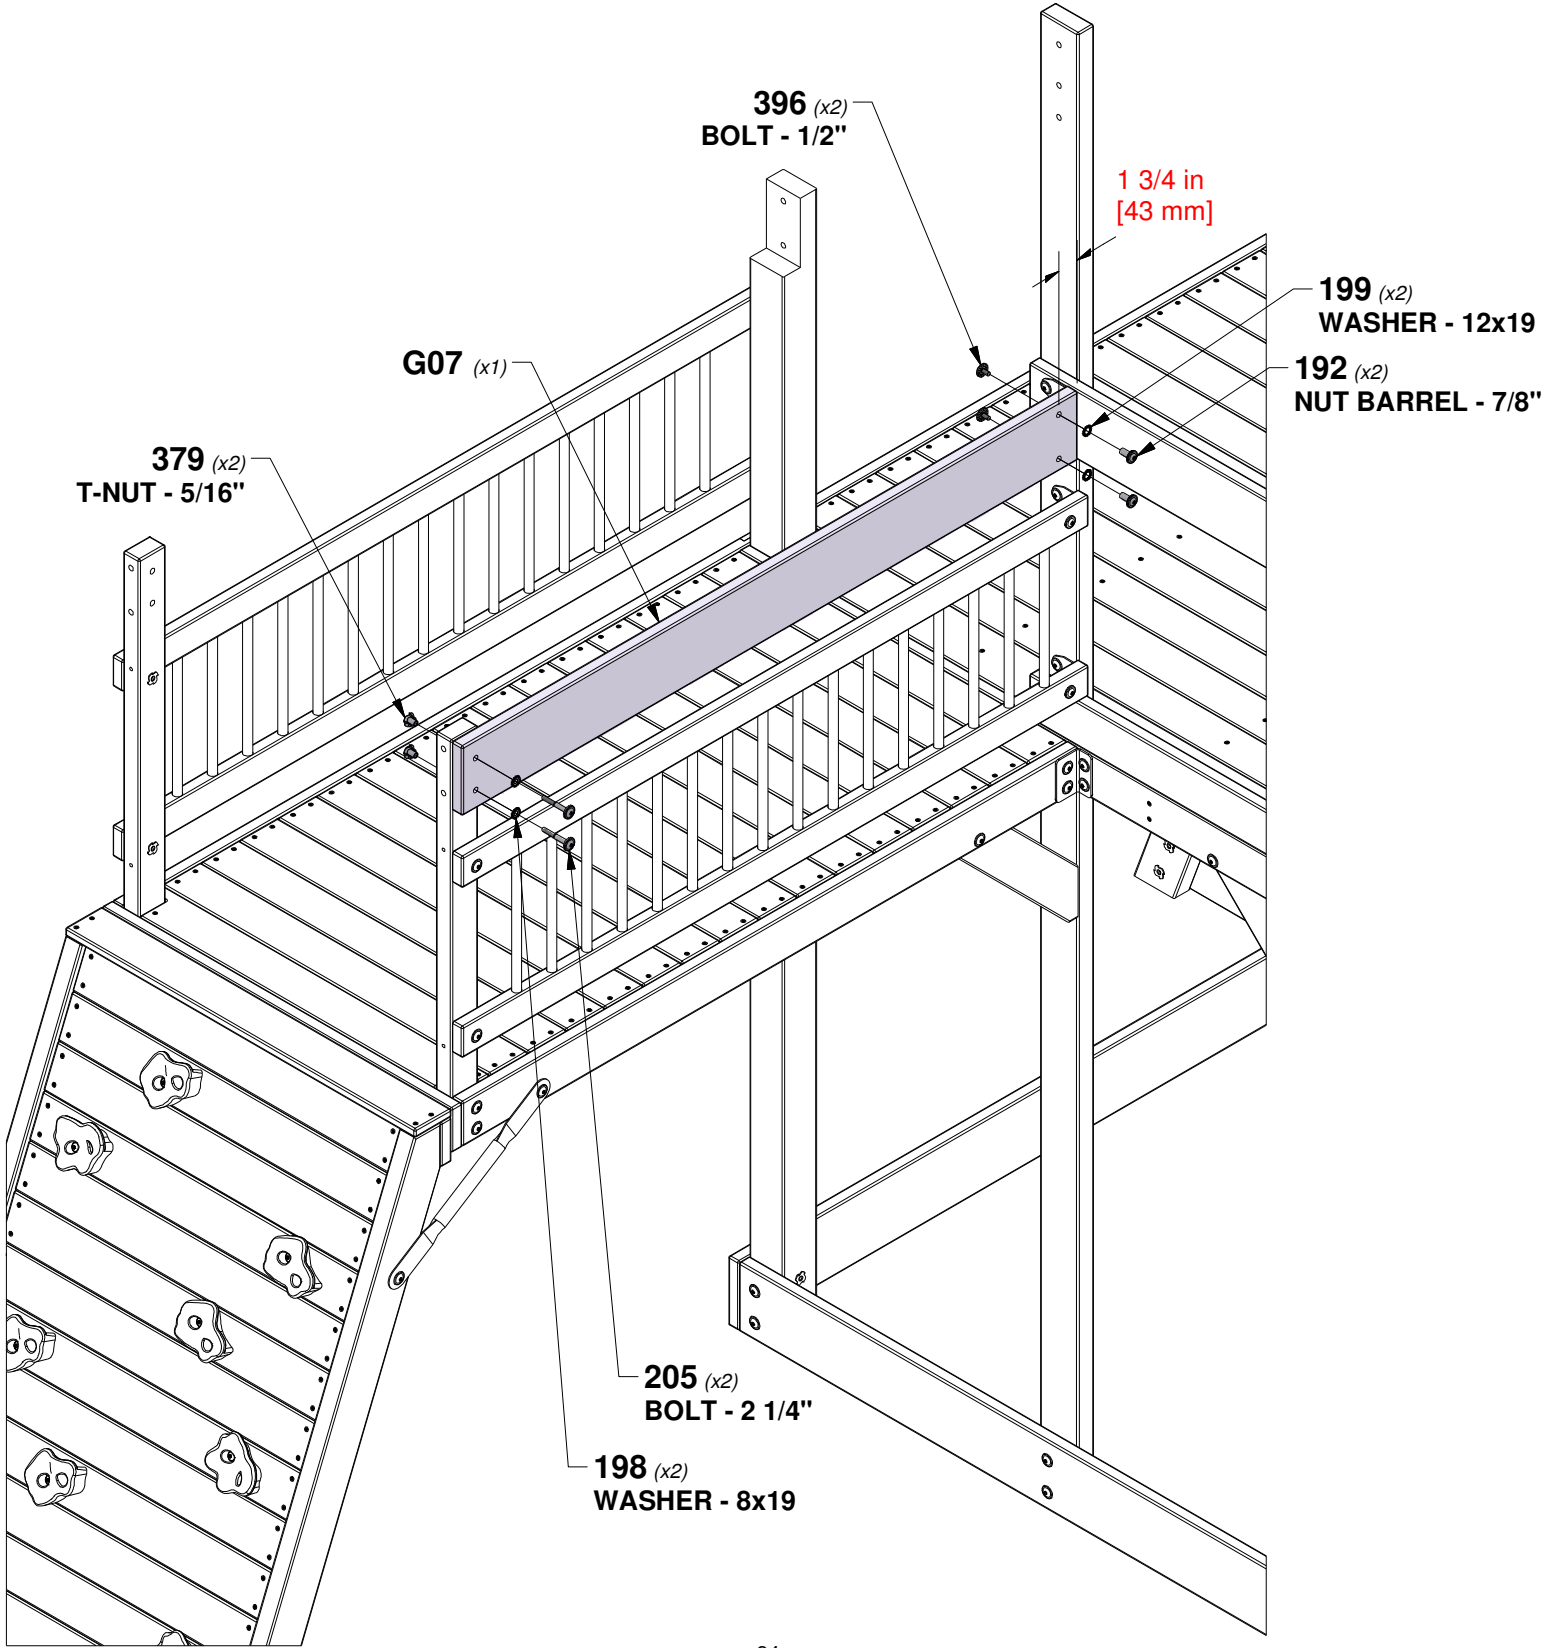 396 (x2)
BOLT - 1/2"
1 3/4 in
[43 mm]
199 (x2)
WASHER - 12x19
G07 (x1)
192 (x2)
NUT BARREL - 7/8"
379 (x2)
T-NUT - 5/16"
205 (x2)
BOLT - 2 1/4"
198 (x2)
WASHER - 8x19